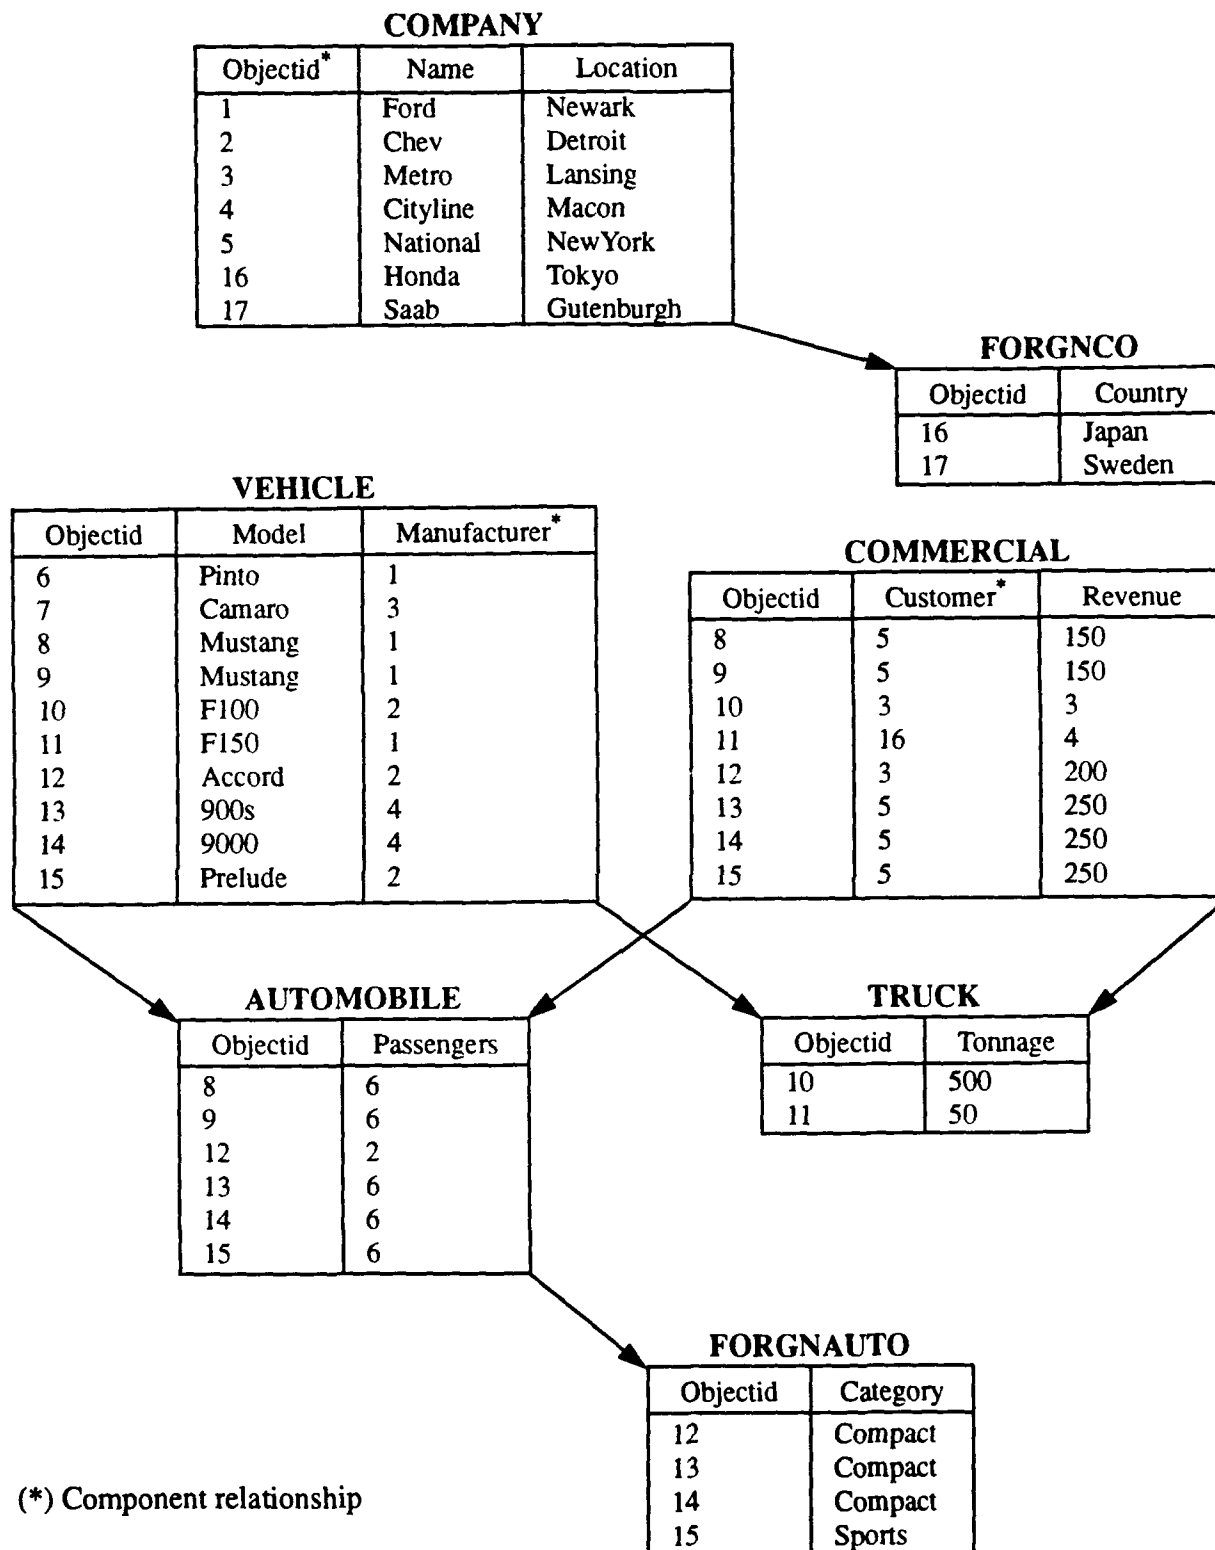 COMPANY
Objectid* Name Location
1 Ford Newark
2 Chev Detroit
3 Metro Lansing
4 Cityline Macon
5 National NewYork
16 Honda Tokyo
17 Saab Gutenburgh
FORGNCO
Objectid Country
16 Japan
17 Sweden
VEHICLE
Objectid Model Manufacturer*
6 Pinto 1
7 Camaro 3
8 Mustang 1
9 Mustang 1
10 F100 2
11 F150 1
12 Accord 2
13 900s 4
14 9000 4
15 Prelude 2
COMMERCIAL
Objectid Customer* Revenue
8 5 150
9 5 150
10 3 3
11 16 4
12 3 200
13 5 250
14 5 250
15 5 250
AUTOMOBILE
Objectid Passengers
8 6
9 6
12 2
13 6
14 6
15 6
TRUCK
Objectid Tonnage
10 500
11 50
FORGNAUTO
Objectid Category
12 Compact
13 Compact
14 Compact
15 Sports
(*) Component relationship